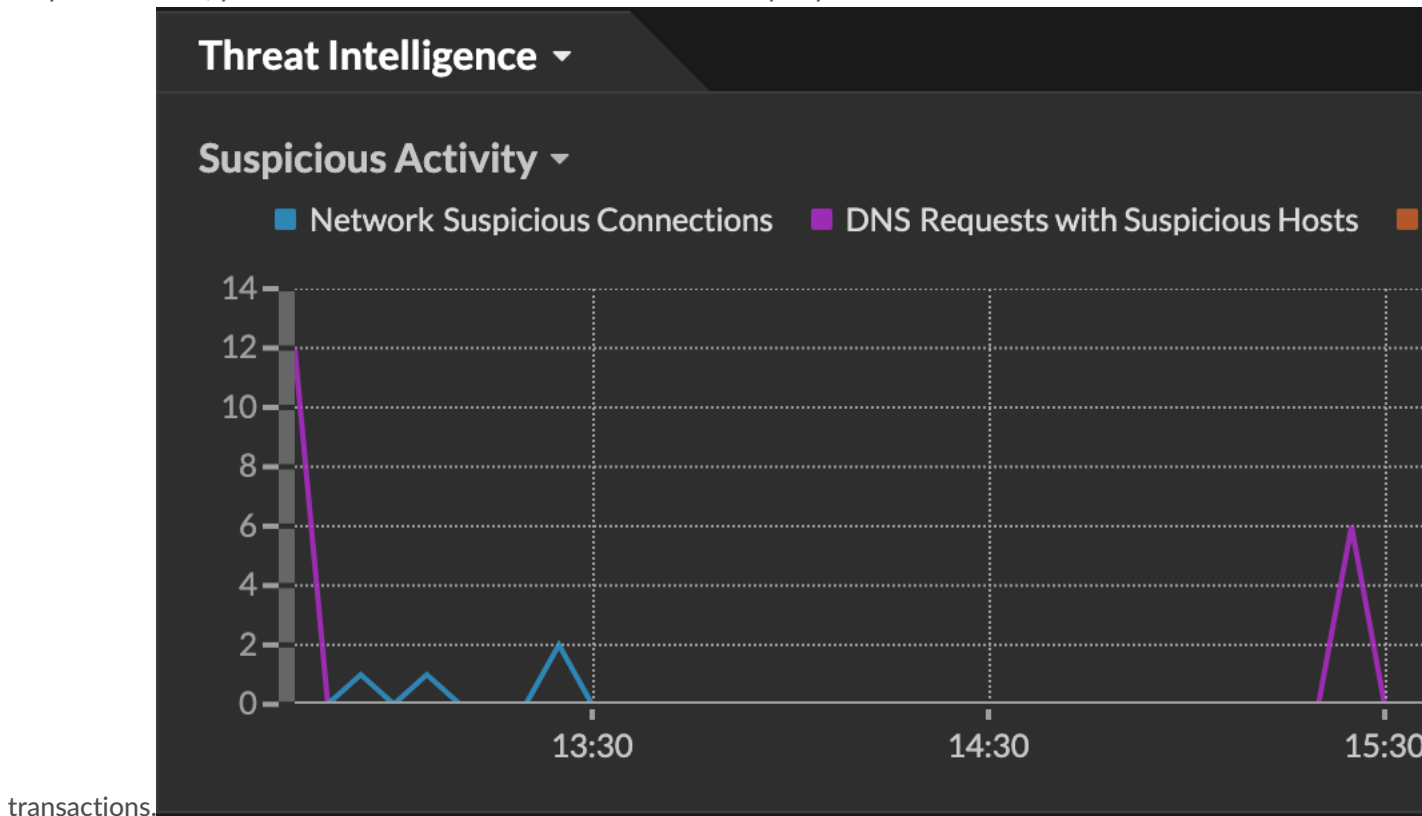 Threat Intelligence
Suspicious Activity
Network Suspicious Connections DNS Requests with Suspicious Hosts
14
12
10
8
6
4
2
0
13:30 14:30 15:30
transactions.